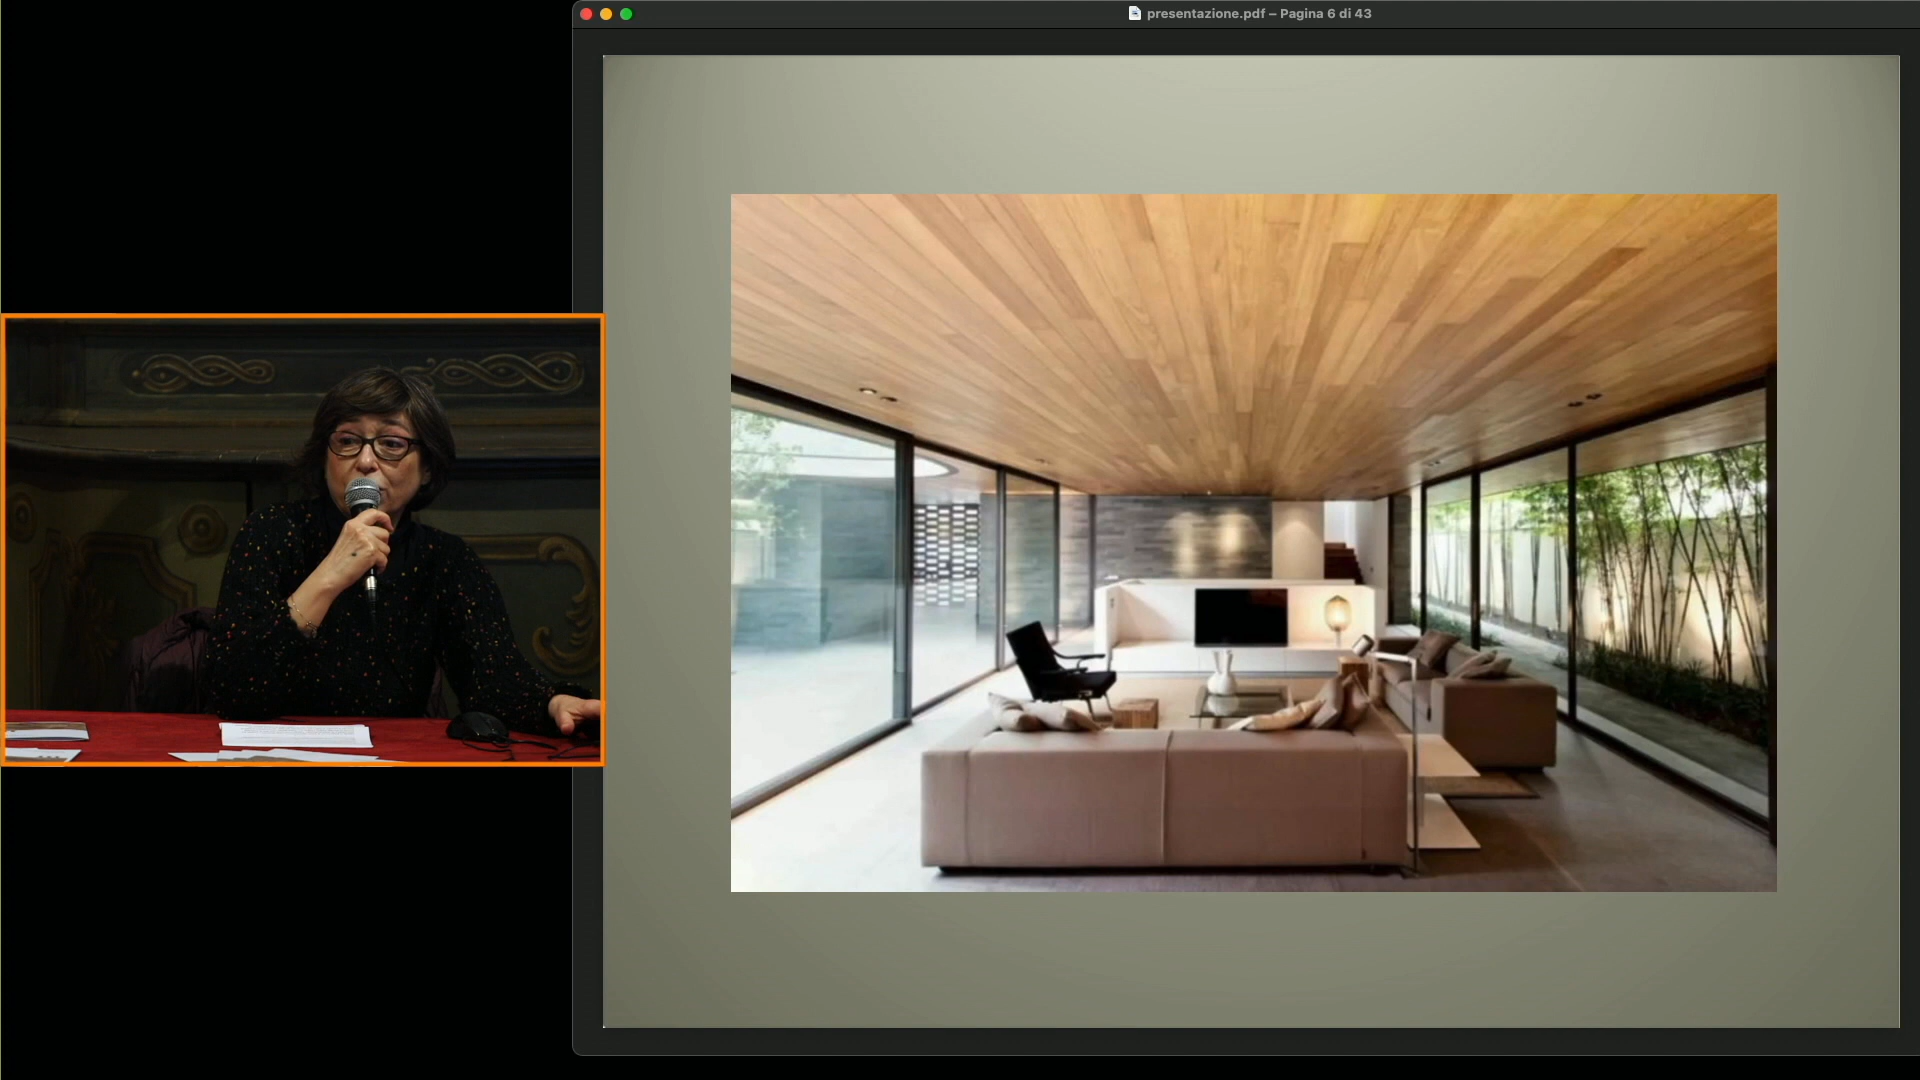 presentazione.pdf – Pagina 6 di 43